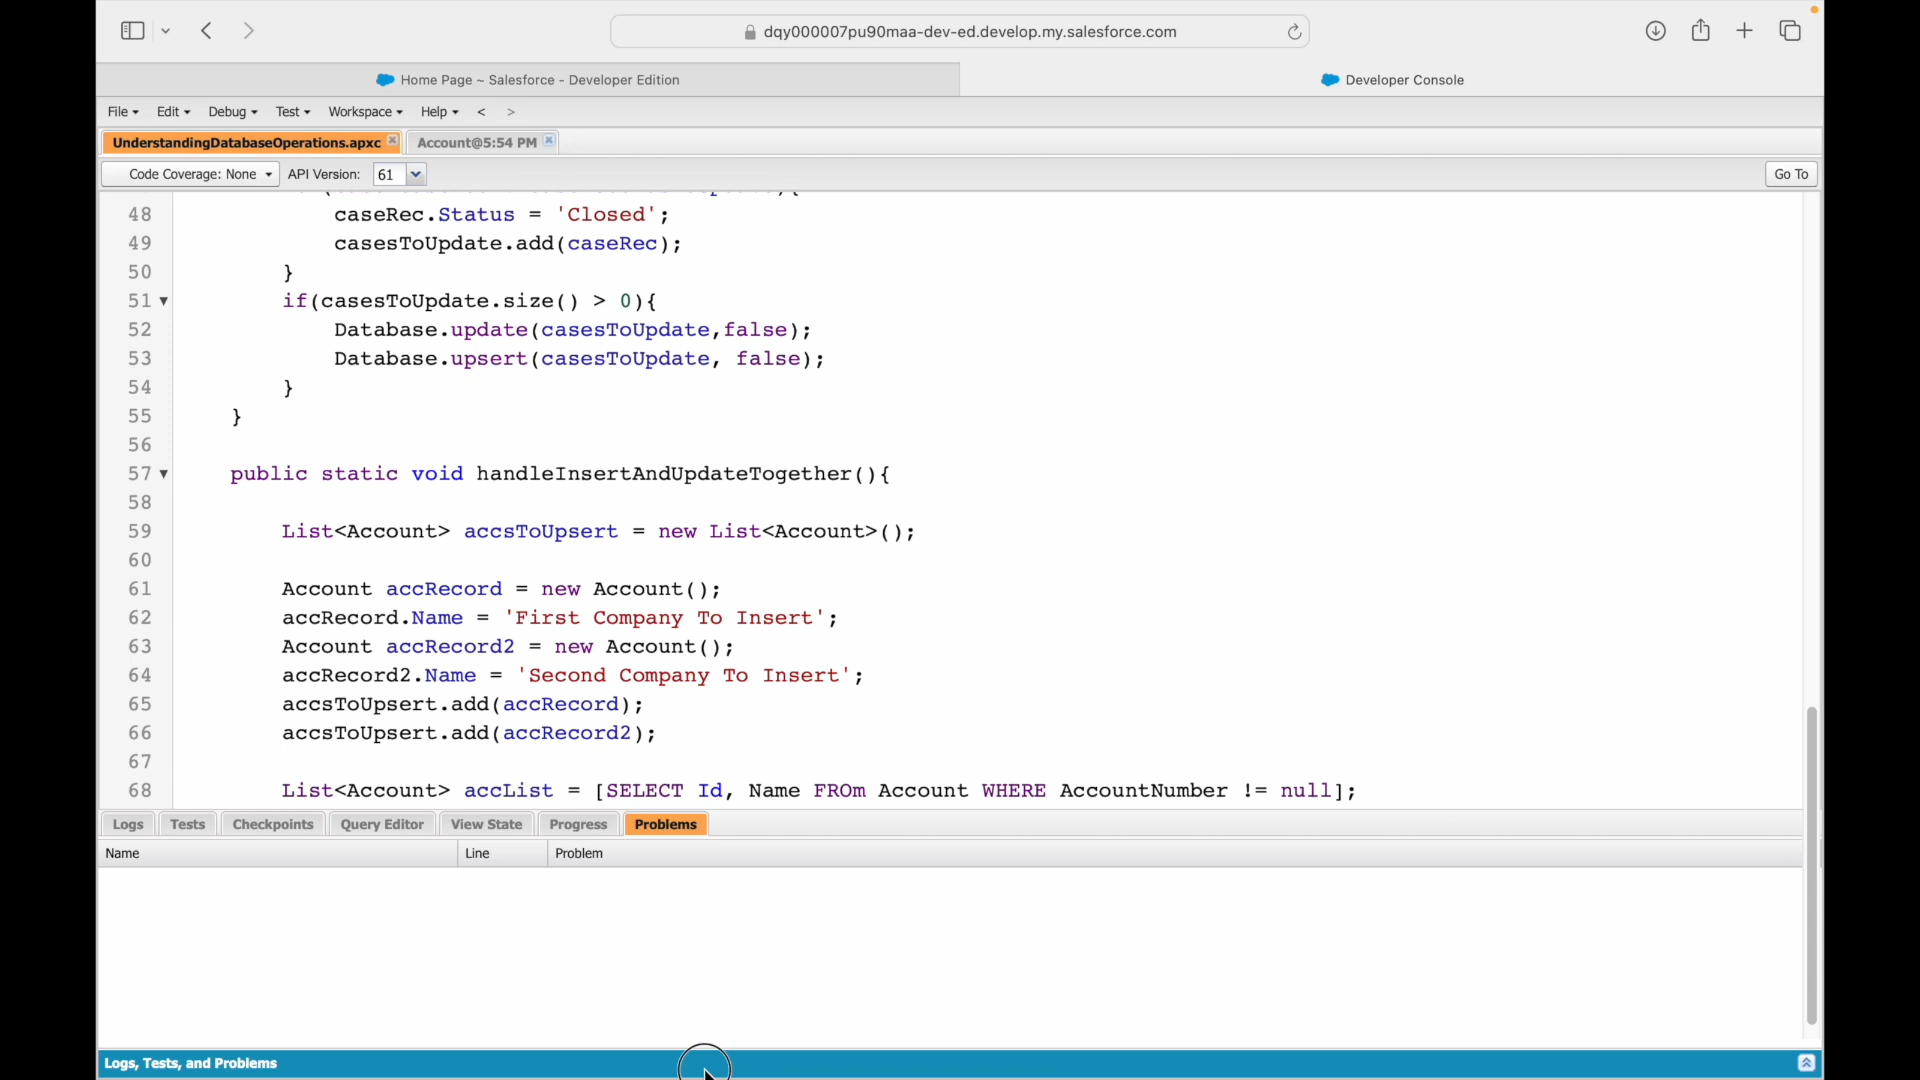 dqy000007pu90maa-dev-ed.develop.my.salesforce.com
Home Page ~ Salesforce - Developer Edition
Developer Console
File Edit Debug Test Workspace Help < >
UnderstandingDatabaseOperations.apxc Account@5:54 PM
Code Coverage: None API Version: 61 Go To
48 caseRec.Status = 'Closed';
49 casesToUpdate.add(caseRec);
50 }
51 if(casesToUpdate.size() > 0){
52 Database.update(casesToUpdate,false);
53 Database.upsert(casesToUpdate, false);
54 }
55 }
56
57 public static void handleInsertAndUpdateTogether(){
58
59 List<Account> accsToUpsert = new List<Account>();
60
61 Account accRecord = new Account();
62 accRecord.Name = 'First Company To Insert';
63 Account accRecord2 = new Account();
64 accRecord2.Name = 'Second Company To Insert';
65 accsToUpsert.add(accRecord);
66 accsToUpsert.add(accRecord2);
67
68 List<Account> accList = [SELECT Id, Name FROm Account WHERE AccountNumber != null];
Logs Tests Checkpoints Query Editor View State Progress Problems
Name Line Problem
Logs, Tests, and Problems